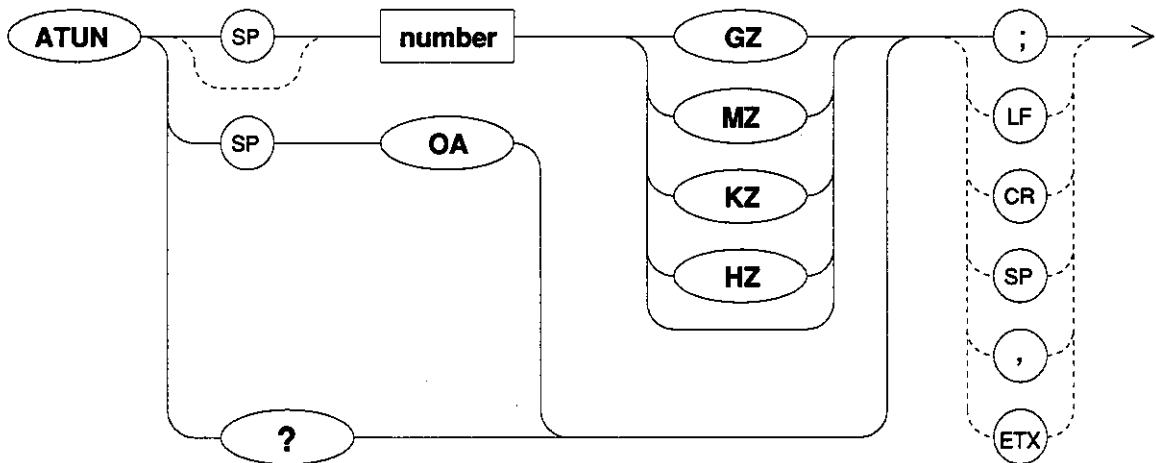 ATUN SP number GZ ;
MZ LF
SP OA
KZ CR
HZ SP
,
? ETX